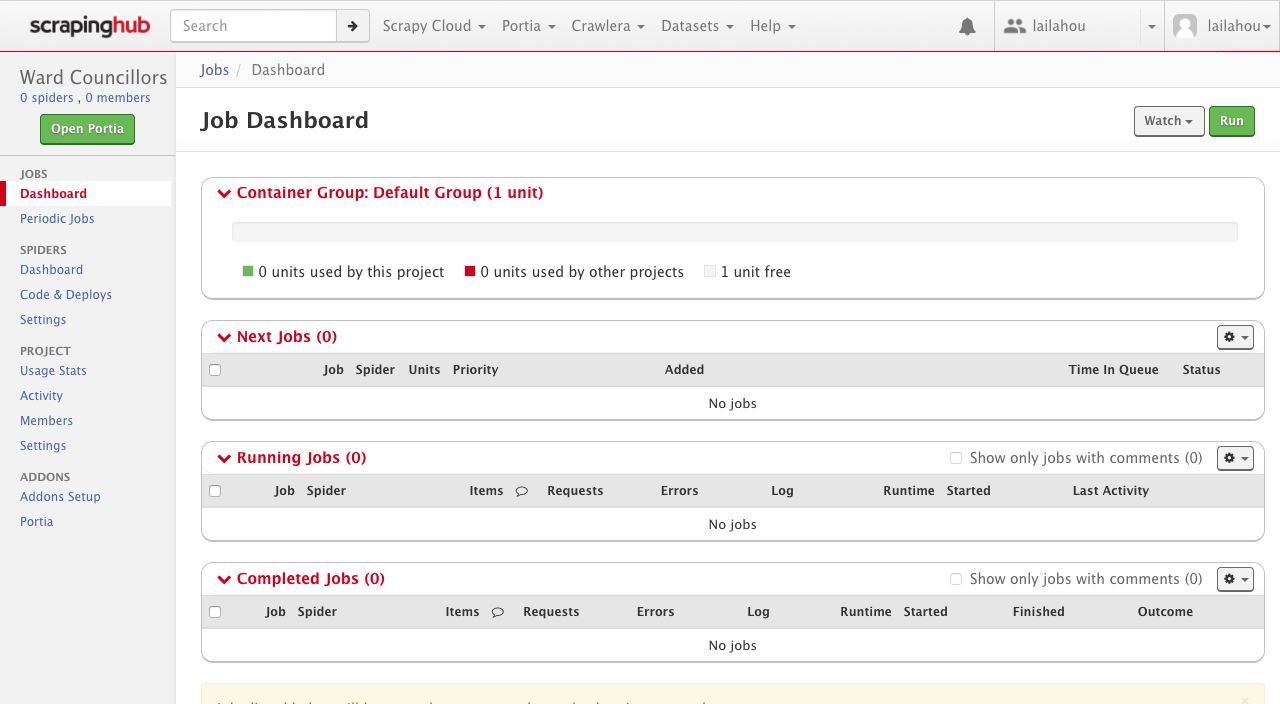 scrapinghub Search Scrapy Cloud Portia Crawlera Datasets Help lailahou lailahou
Ward Councillors
0 spiders , 0 members
Open Portia
JOBS
Dashboard
Periodic Jobs
SPIDERS
Dashboard
Code & Deploys
Settings
PROJECT
Usage Stats
Activity
Members
Settings
ADDONS
Addons Setup
Portia
Jobs / Dashboard
Job Dashboard Watch Run
Container Group: Default Group (1 unit)
0 units used by this project 0 units used by other projects 1 unit free
Next Jobs (0)
Job Spider Units Priority Added Time In Queue Status
No jobs
Running Jobs (0) Show only jobs with comments (0)
Job Spider Items Requests Errors Log Runtime Started Last Activity
No jobs
Completed Jobs (0) Show only jobs with comments (0)
Job Spider Items Requests Errors Log Runtime Started Finished Outcome
No jobs